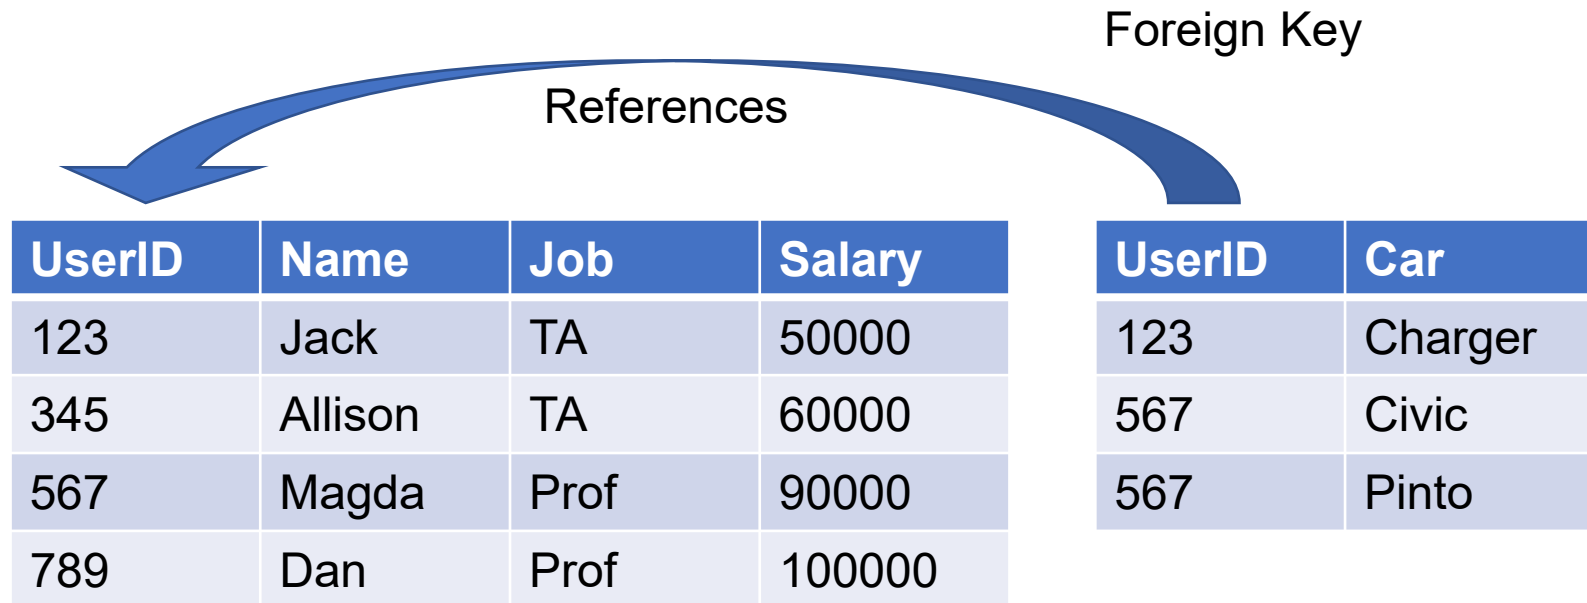 Foreign Key
References
UserID Name Job Salary
123 Jack TA 50000
345 Allison TA 60000
567 Magda Prof 90000
789 Dan Prof 100000
UserID Car
123 Charger
567 Civic
567 Pinto